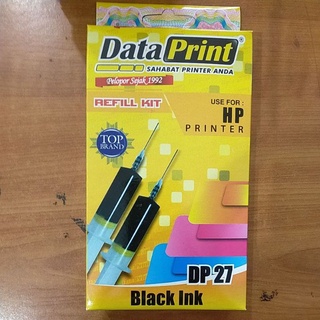 DataPrint®
SAHABAT PRINTER ANDA
Pelopor Sejak 1992
REFILL KIT
USE FOR :
HP
PRINTER
TOP
BRAND
DP 27
Black Ink